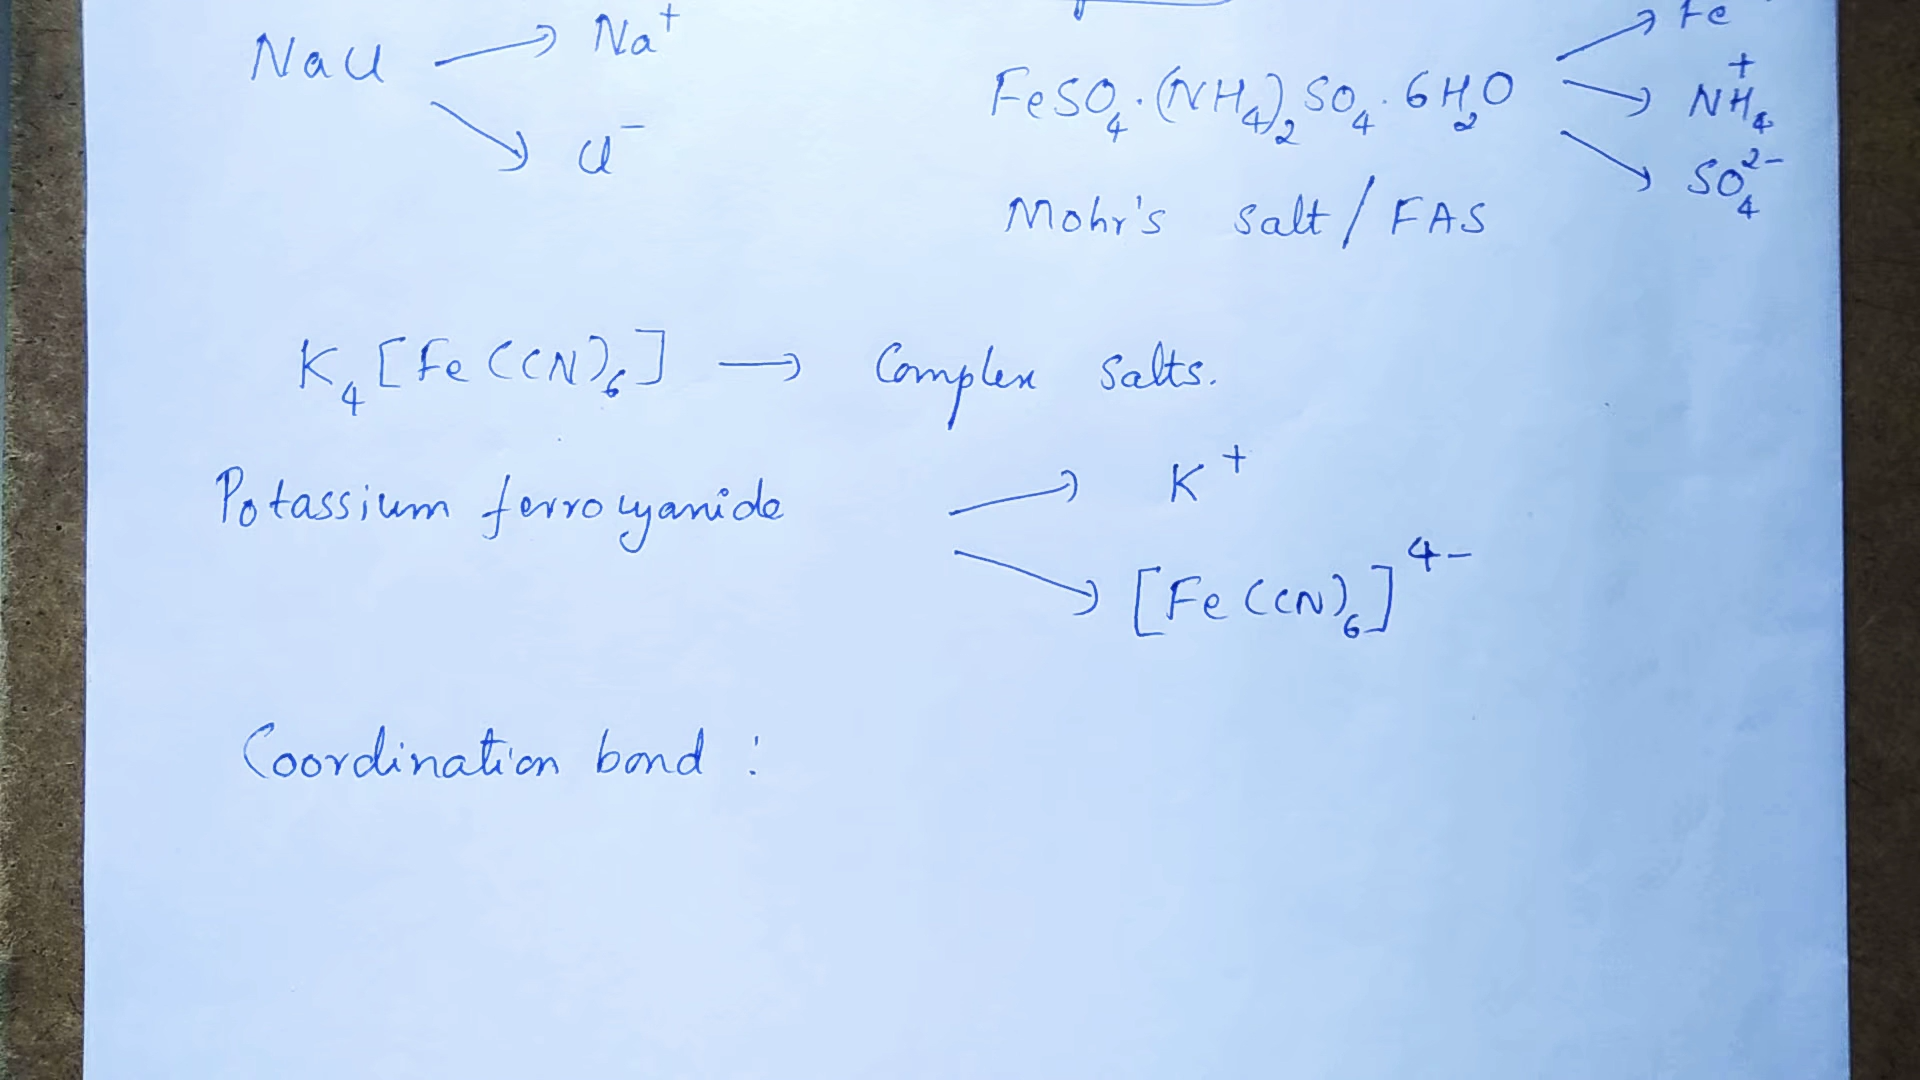 NaCl → Na⁺
Cl⁻
FeSO₄·(NH₄)₂SO₄·6H₂O → Fe
NH₄⁺
SO₄²⁻
Mohr's salt / FAS
K₄[Fe(CN)₆] → Complex salts.
Potassium ferrocyanide → K⁺
[Fe(CN)₆]⁴⁻
Coordination bond :